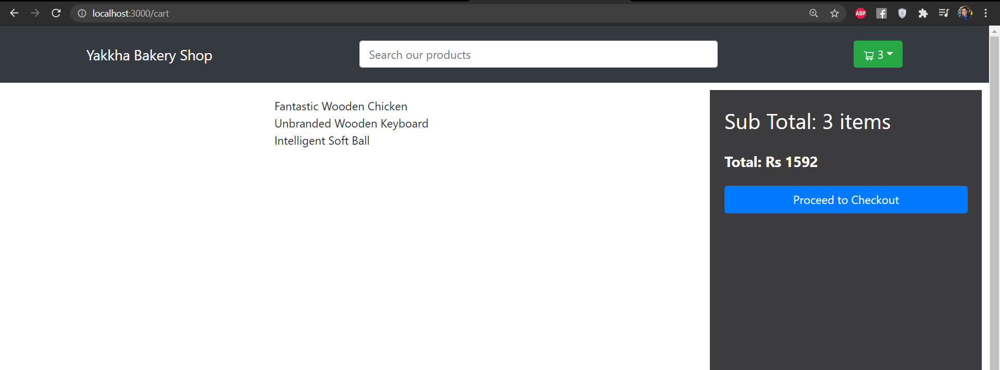 localhost:3000/cart
ABP
Yakkha Bakery Shop
Search our products
3
Fantastic Wooden Chicken
Unbranded Wooden Keyboard
Intelligent Soft Ball
Sub Total: 3 items
Total: Rs 1592
Proceed to Checkout